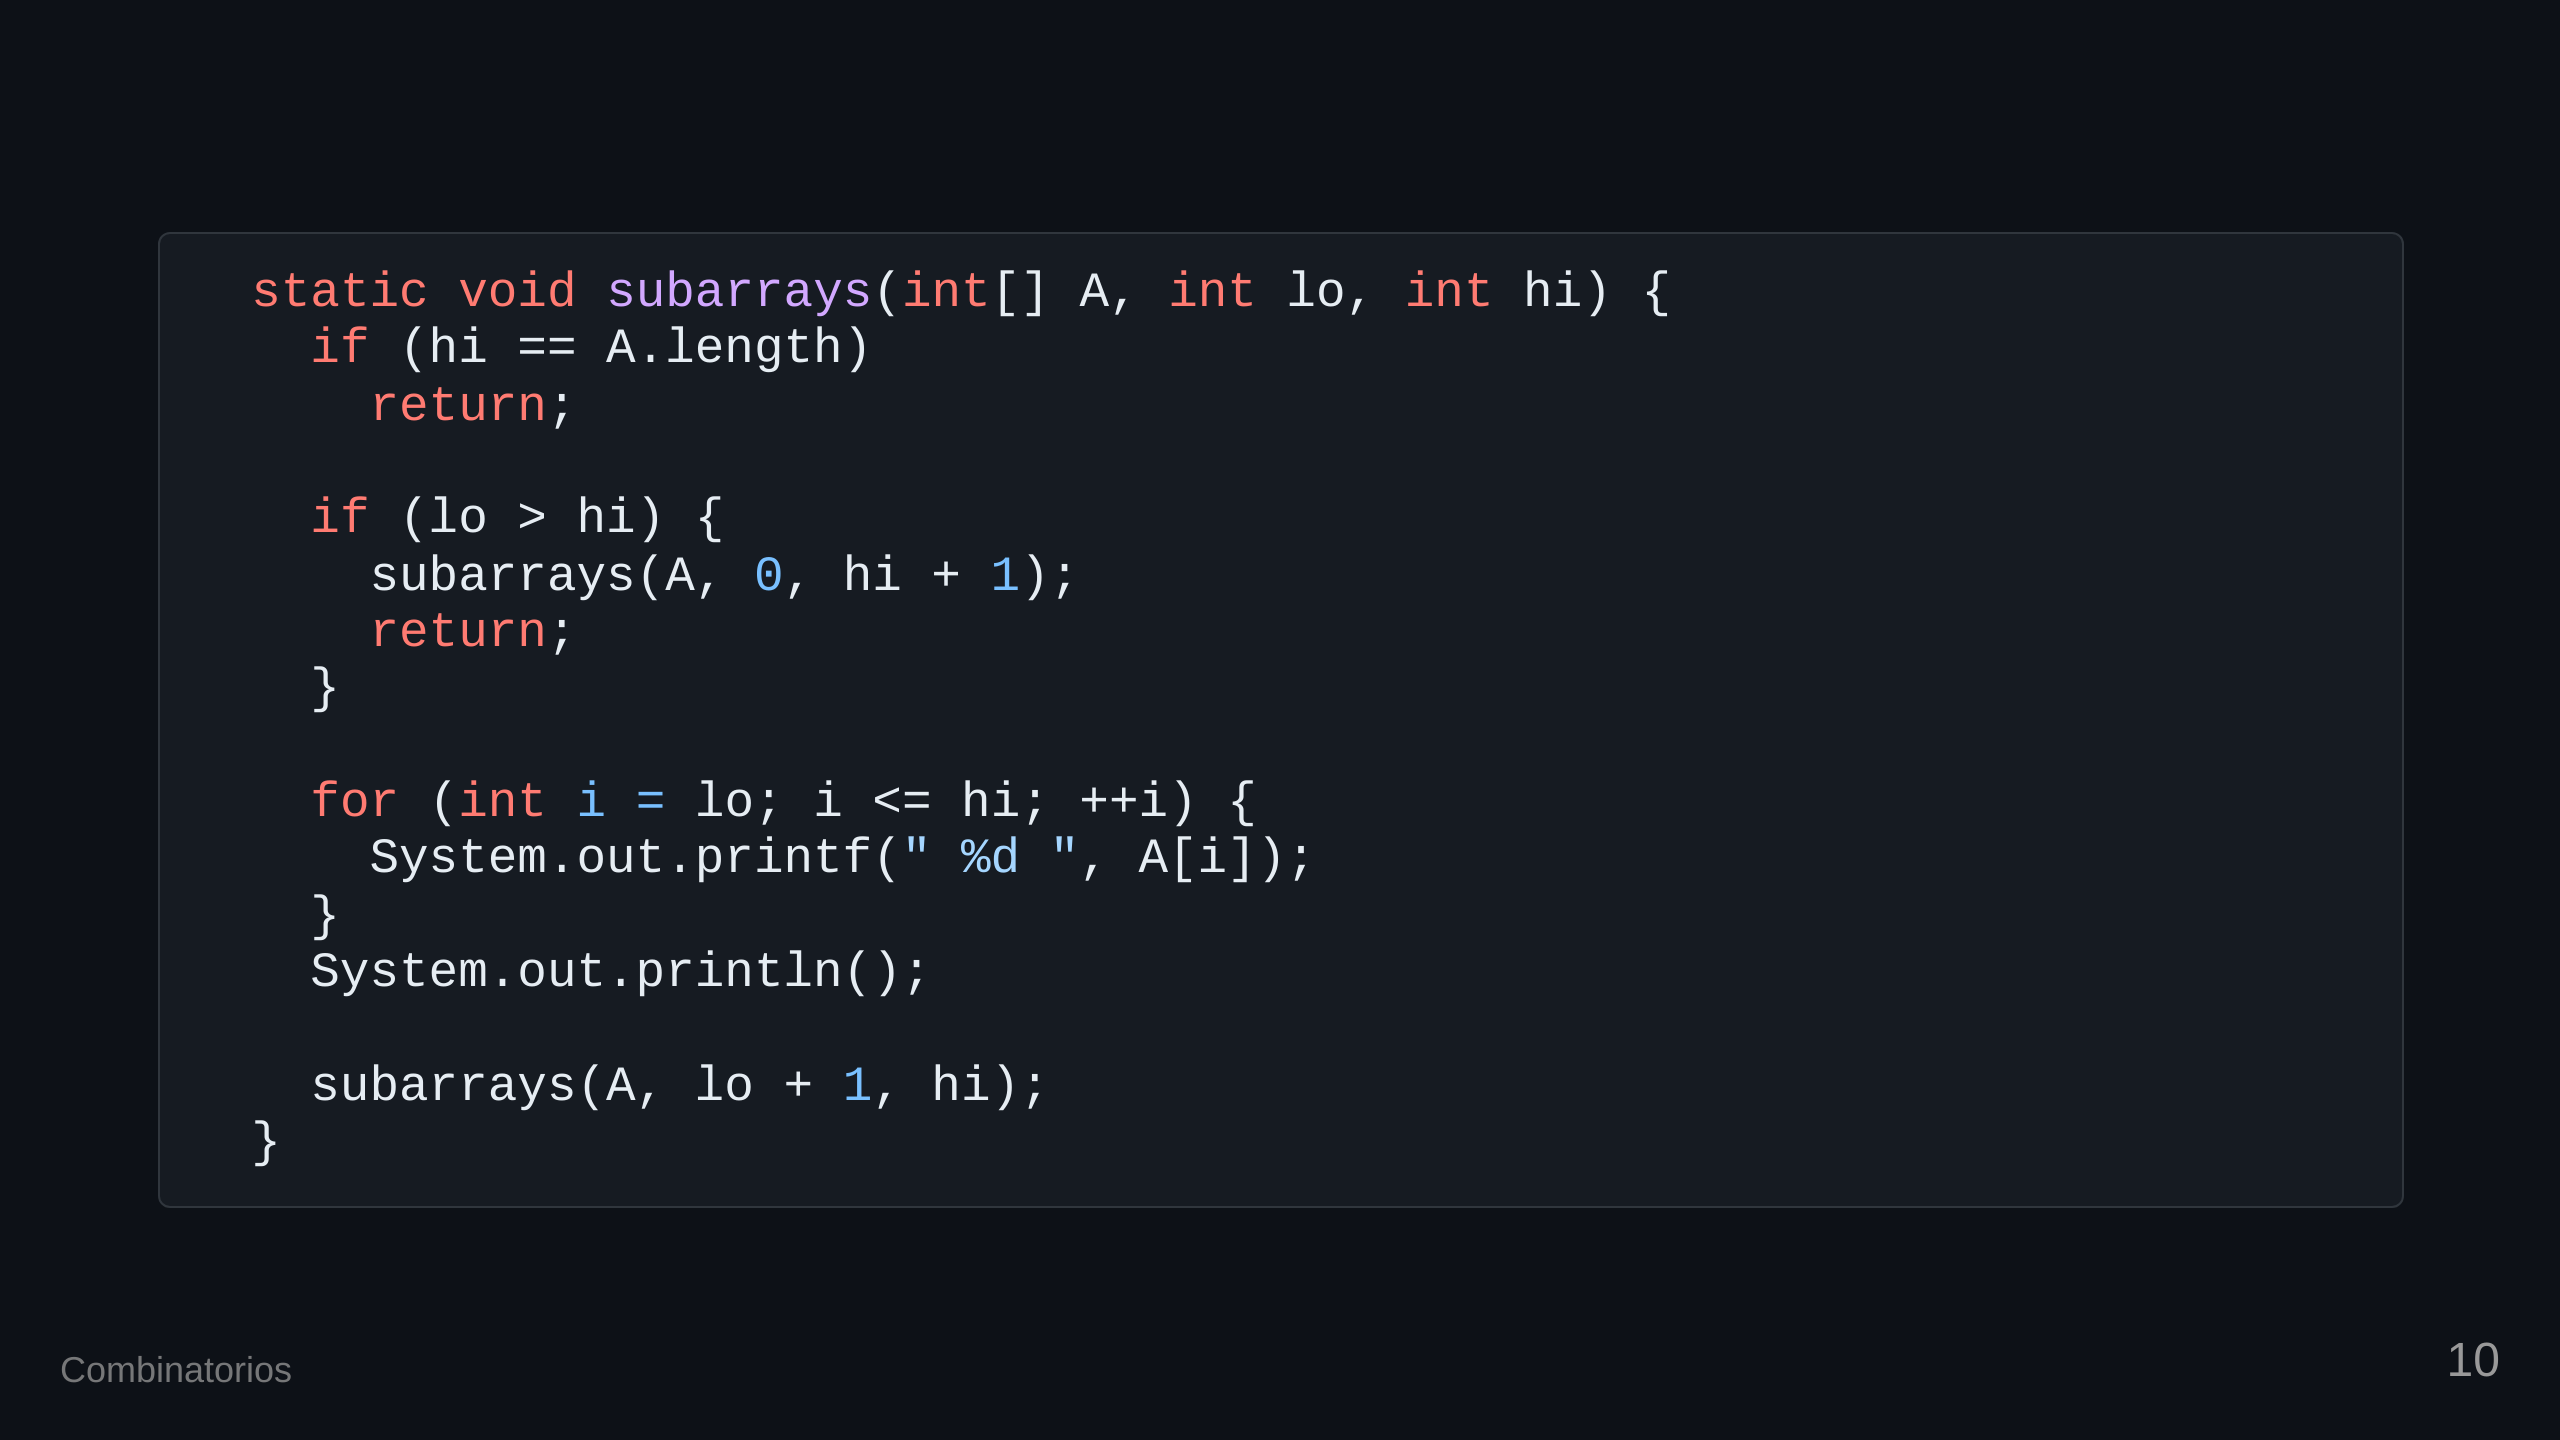 static void subarrays(int[] A, int lo, int hi) {
  if (hi == A.length)
    return;

  if (lo > hi) {
    subarrays(A, 0, hi + 1);
    return;
  }

  for (int i = lo; i <= hi; ++i) {
    System.out.printf(" %d ", A[i]);
  }
  System.out.println();

  subarrays(A, lo + 1, hi);
}
Combinatorios
10